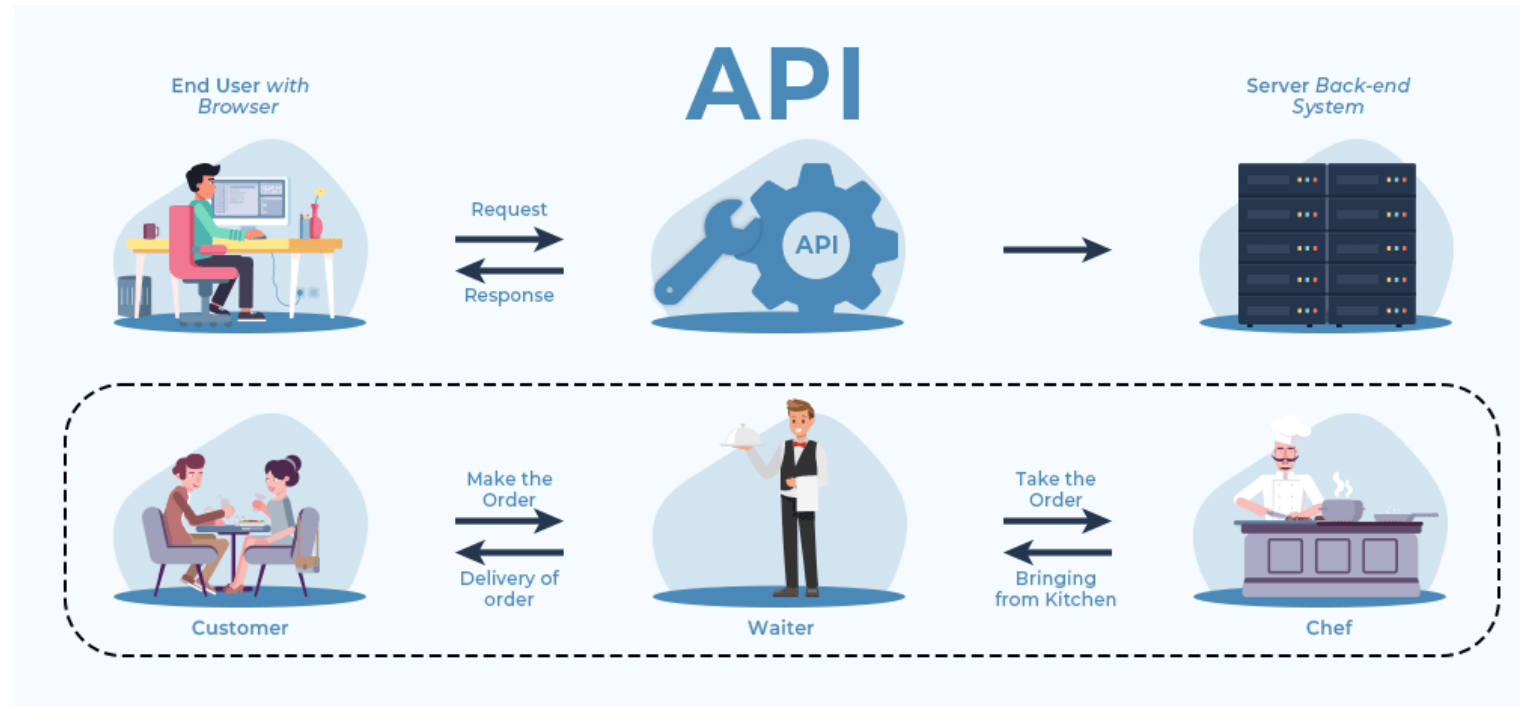 API
End User with
Browser
Server Back-end
System
Request
Response
API
Make the
Order
Delivery of
order
Take the
Order
Bringing
from Kitchen
Customer
Waiter
Chef